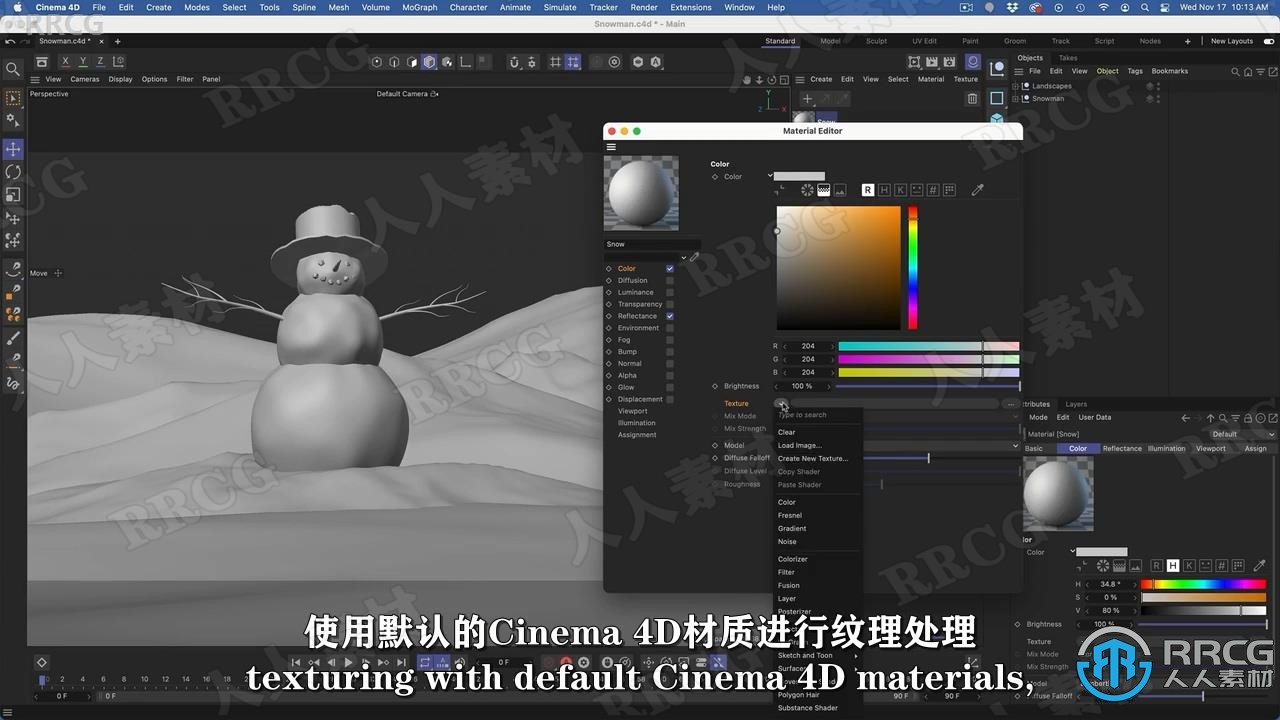 Cinema 4D File Edit Create Modes Select Tools Spline Mesh Volume MoGraph Character Animate Simulate Tracker Render Extensions Window Help Wed Nov 17 10:13 AM
Snowman.c4d * - Main
Snowman.c4d * × + Standard Model Sculpt UV Edit Paint Groom Track Script Nodes + New Layouts
X Y Z
Objects Takes
File Edit View Object Tags Bookmarks
View Cameras Display Options Filter Panel
Create Edit View Select Material Texture
Landscapes
Snowman
Perspective
Default Camera
Move
Material Editor
Color
Color
R H K
Snow
Color
Diffusion
Luminance
Transparency
Reflectance
Environment
Fog
Bump
Normal
Alpha
Glow
Displacement
Viewport
Illumination
Assignment
R 204
G 204
B 204
Brightness 100 %
Texture
Mix Mode
Mix Strength
Model
Diffuse Falloff
Diffuse Level
Roughness
Type to search
Clear
Load Image...
Create New Texture...
Copy Shader
Paste Shader
Color
Fresnel
Gradient
Noise
Colorizer
Filter
Fusion
Layer
Posterizer
Sketch and Toon
Polygon Hair
Substance Shader
Layers
Mode Edit User Data
Material [Snow]
Default
Basic Color Reflectance Illumination Viewport Assign
Color
R H K
H 34.8 °
S 0 %
V 80 %
Brightness 100 %
Texture
Mix Mode
Mix Strength
0 F
0 F 0 F 90 F 90 F
使用默认的Cinema 4D材质进行纹理处理
texturing with default Cinema 4D materials,
RRCG
人人素材